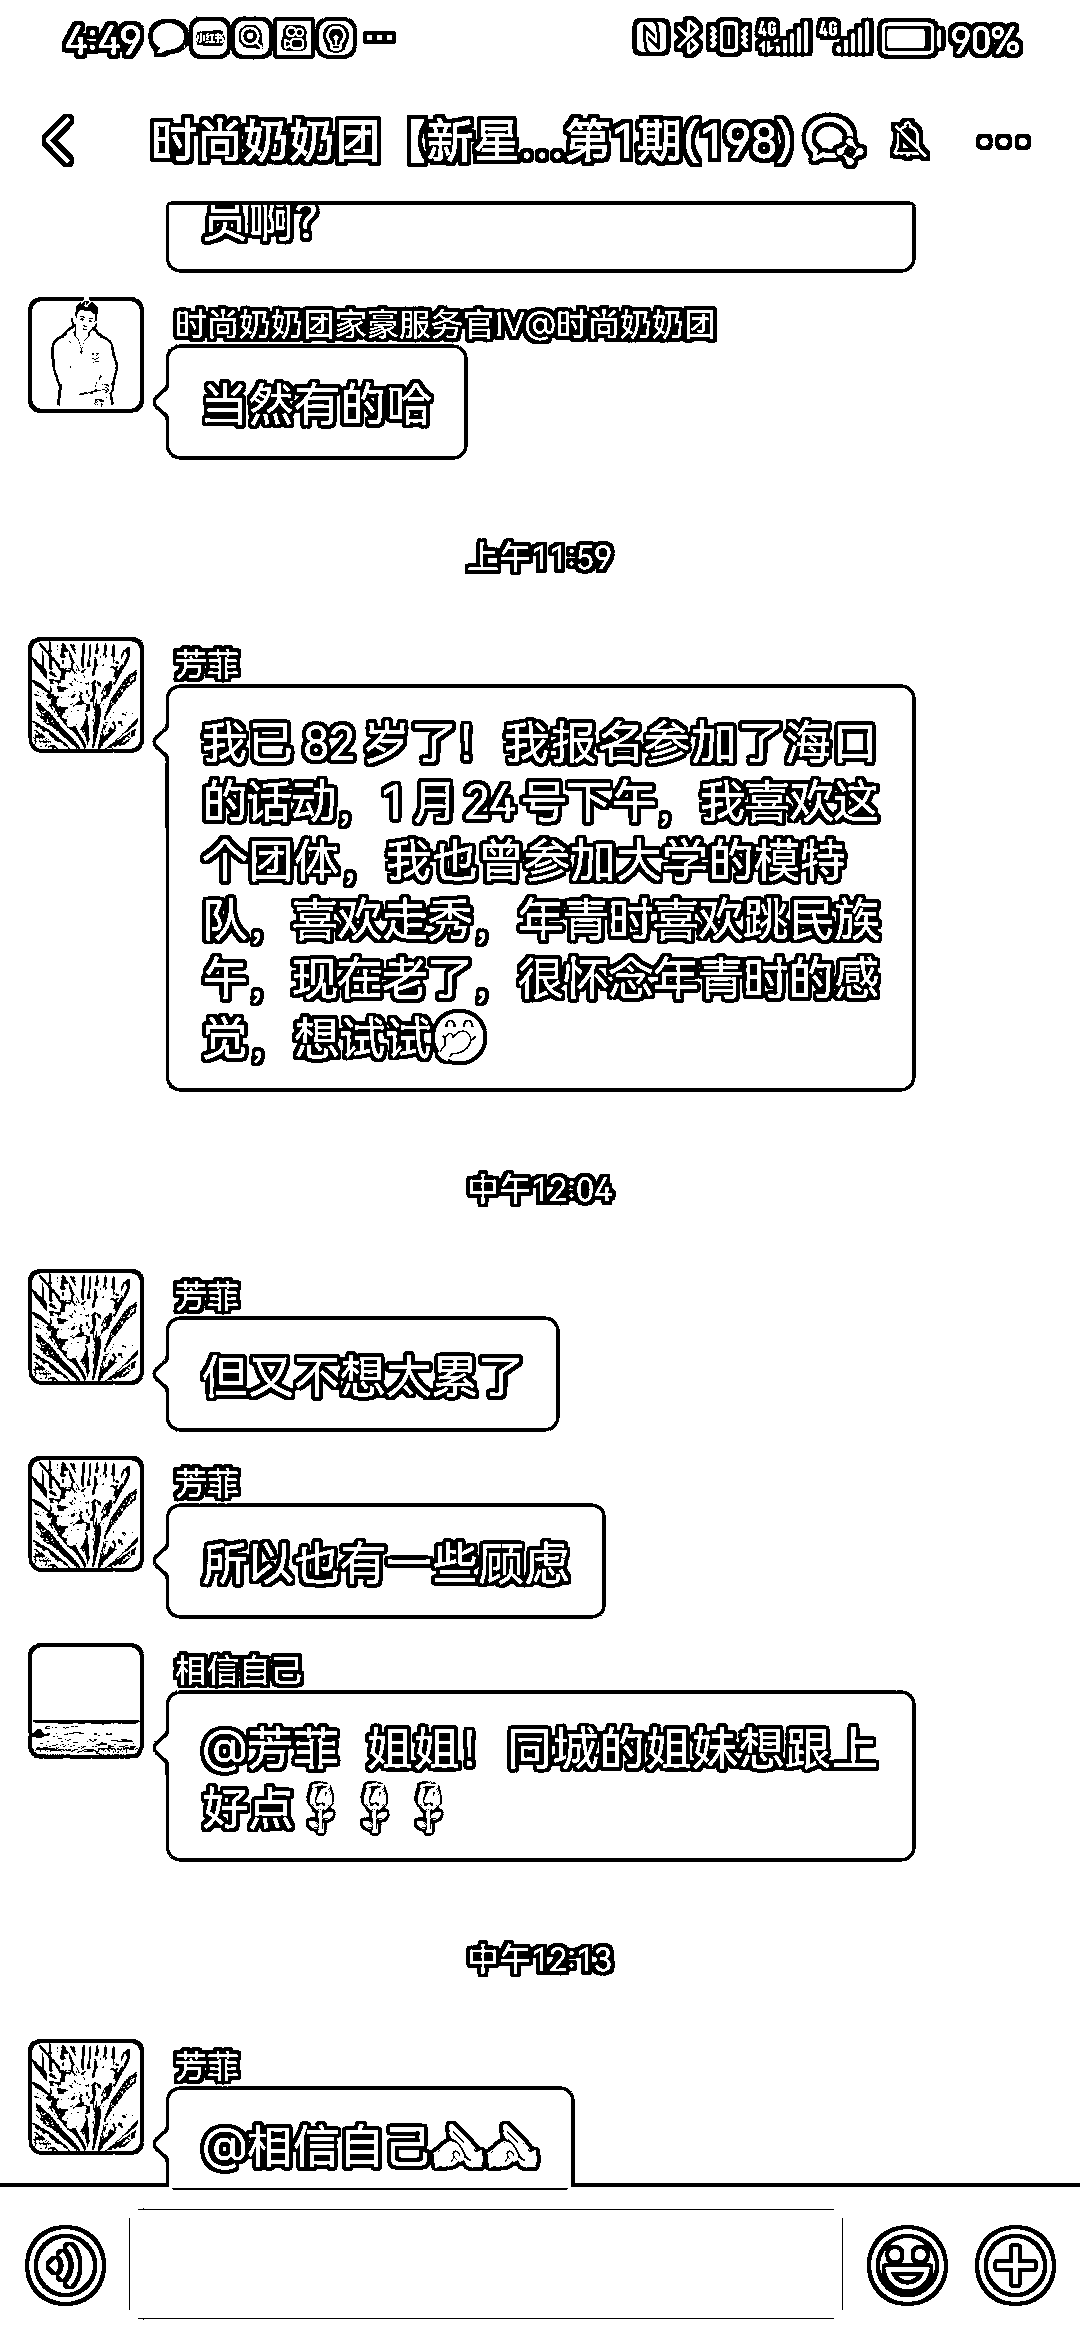 4:49
90%
时尚奶奶团【新星...第1期(198)
员啊?
时尚奶奶团家豪服务官IV@时尚奶奶团
当然有的哈
上午11:59
芳菲
我已82岁了！我报名参加了海口
的话动，1月24号下午，我喜欢这
个团体，我也曾参加大学的模特
队，喜欢走秀，年青时喜欢跳民族
午，现在老了，很怀念年青时的感
觉，想试试
中午12:04
芳菲
但又不想太累了
芳菲
所以也有一些顾虑
相信自己
@芳菲 姐姐！同城的姐妹想跟上
好点
中午12:13
芳菲
@相信自己